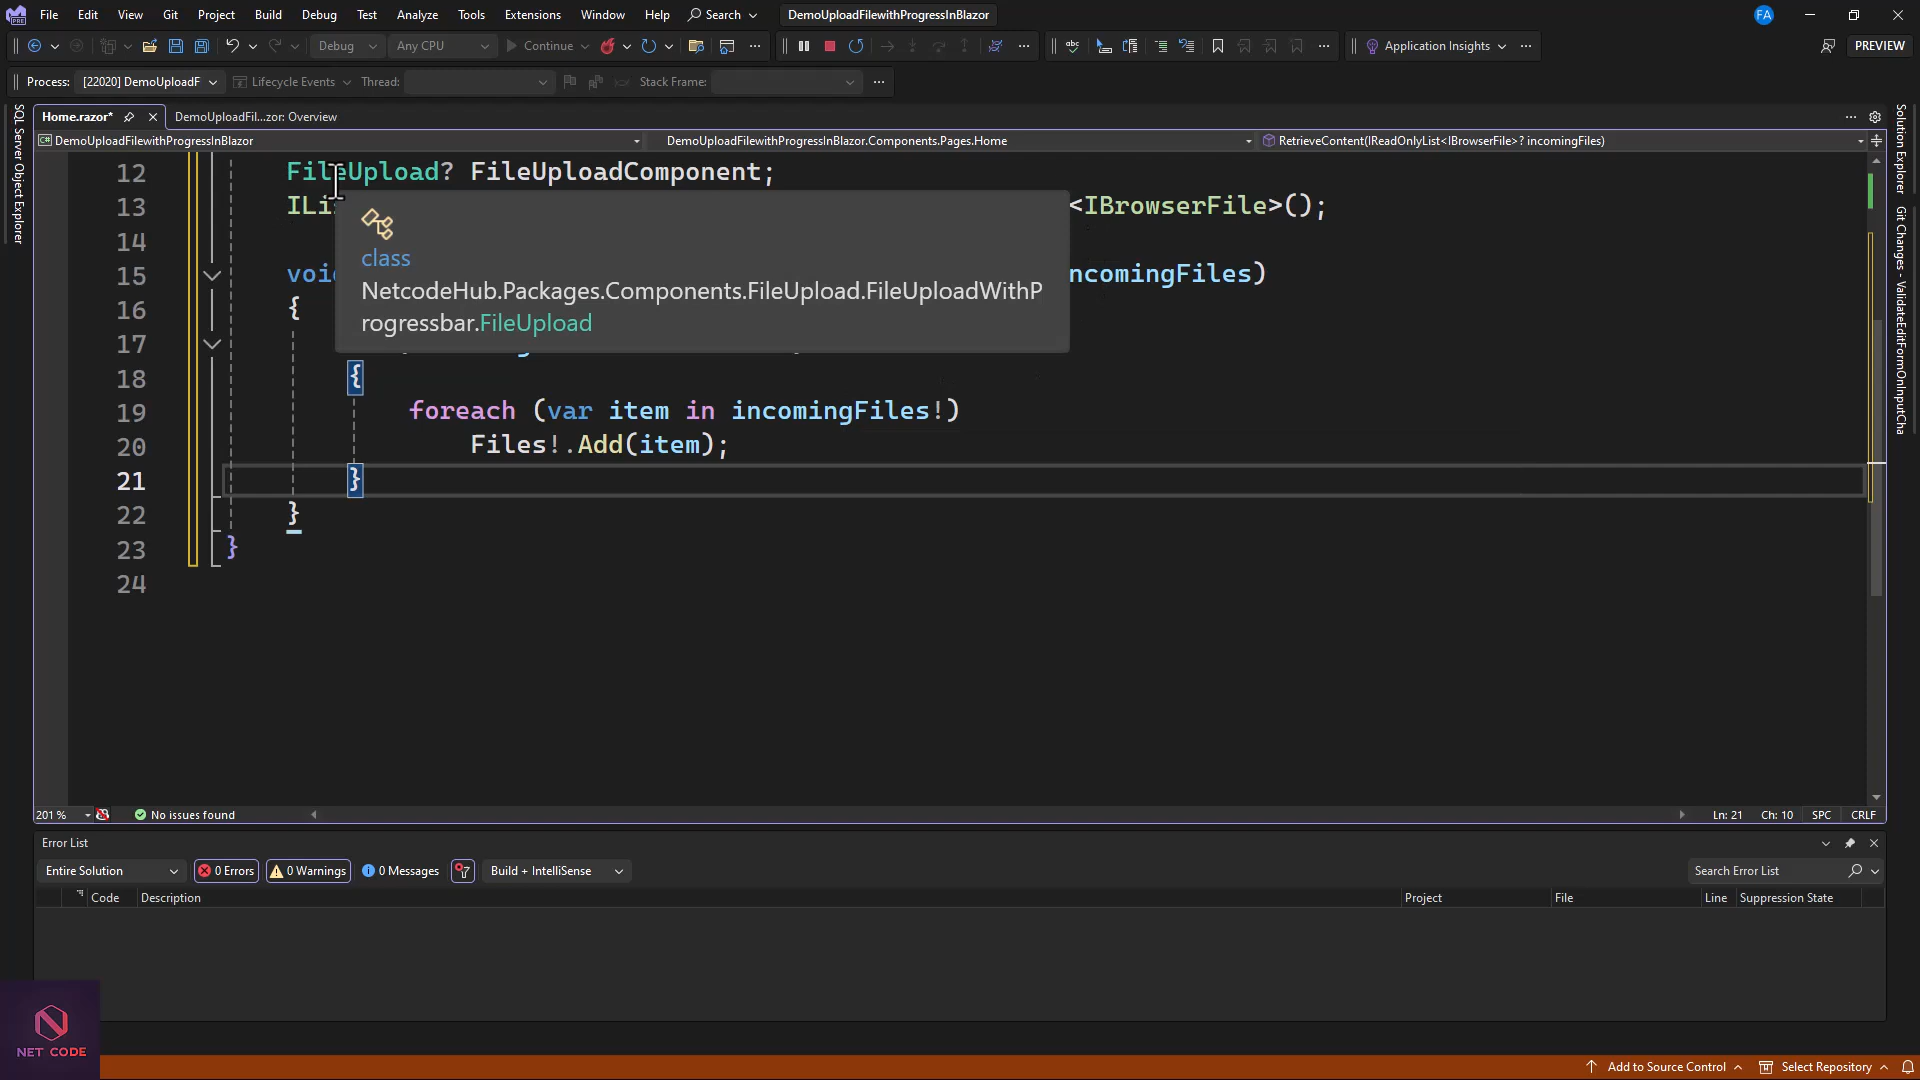 File Edit View Git Project Build Debug Test Analyze Tools Extensions Window Help Search DemoUploadFilewithProgressInBlazor FA
Debug Any CPU Continue Application Insights PREVIEW
Process: [22020] DemoUploadF Lifecycle Events Thread: Stack Frame:
Home.razor* DemoUploadFil...zor: Overview
DemoUploadFilewithProgressInBlazor DemoUploadFilewithProgressInBlazor.Components.Pages.Home RetrieveContent(IReadOnlyList<IBrowserFile>? incomingFiles)
SQL Server Object Explorer
Solution Explorer
Git Changes - ValidateEditFormOnInputCha
12 FileUpload? FileUploadComponent;
13 <IBrowserFile>();
14
15 ncomingFiles)
16 {
17
18 {
19 foreach (var item in incomingFiles!)
20 Files!.Add(item);
21 }
22 }
23 }
24
class
NetcodeHub.Packages.Components.FileUpload.FileUploadWithP
rogressbar.FileUpload
201 % No issues found Ln: 21 Ch: 10 SPC CRLF
Error List
Entire Solution 0 Errors 0 Warnings 0 Messages Build + IntelliSense Search Error List
Code Description Project File Line Suppression State
NET CODE
Add to Source Control Select Repository